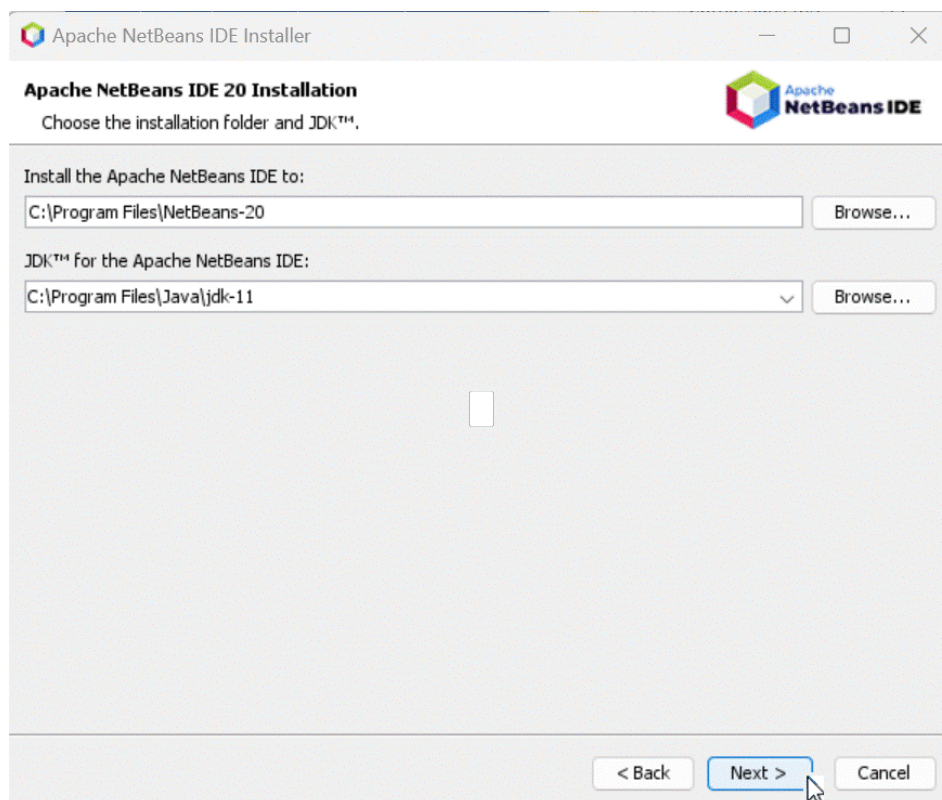 Apache NetBeans IDE Installer
Apache NetBeans IDE 20 Installation
Choose the installation folder and JDK™.
Apache
NetBeans IDE
Install the Apache NetBeans IDE to:
C:\Program Files\NetBeans-20
Browse...
JDK™ for the Apache NetBeans IDE:
C:\Program Files\Java\jdk-11
Browse...
< Back
Next >
Cancel